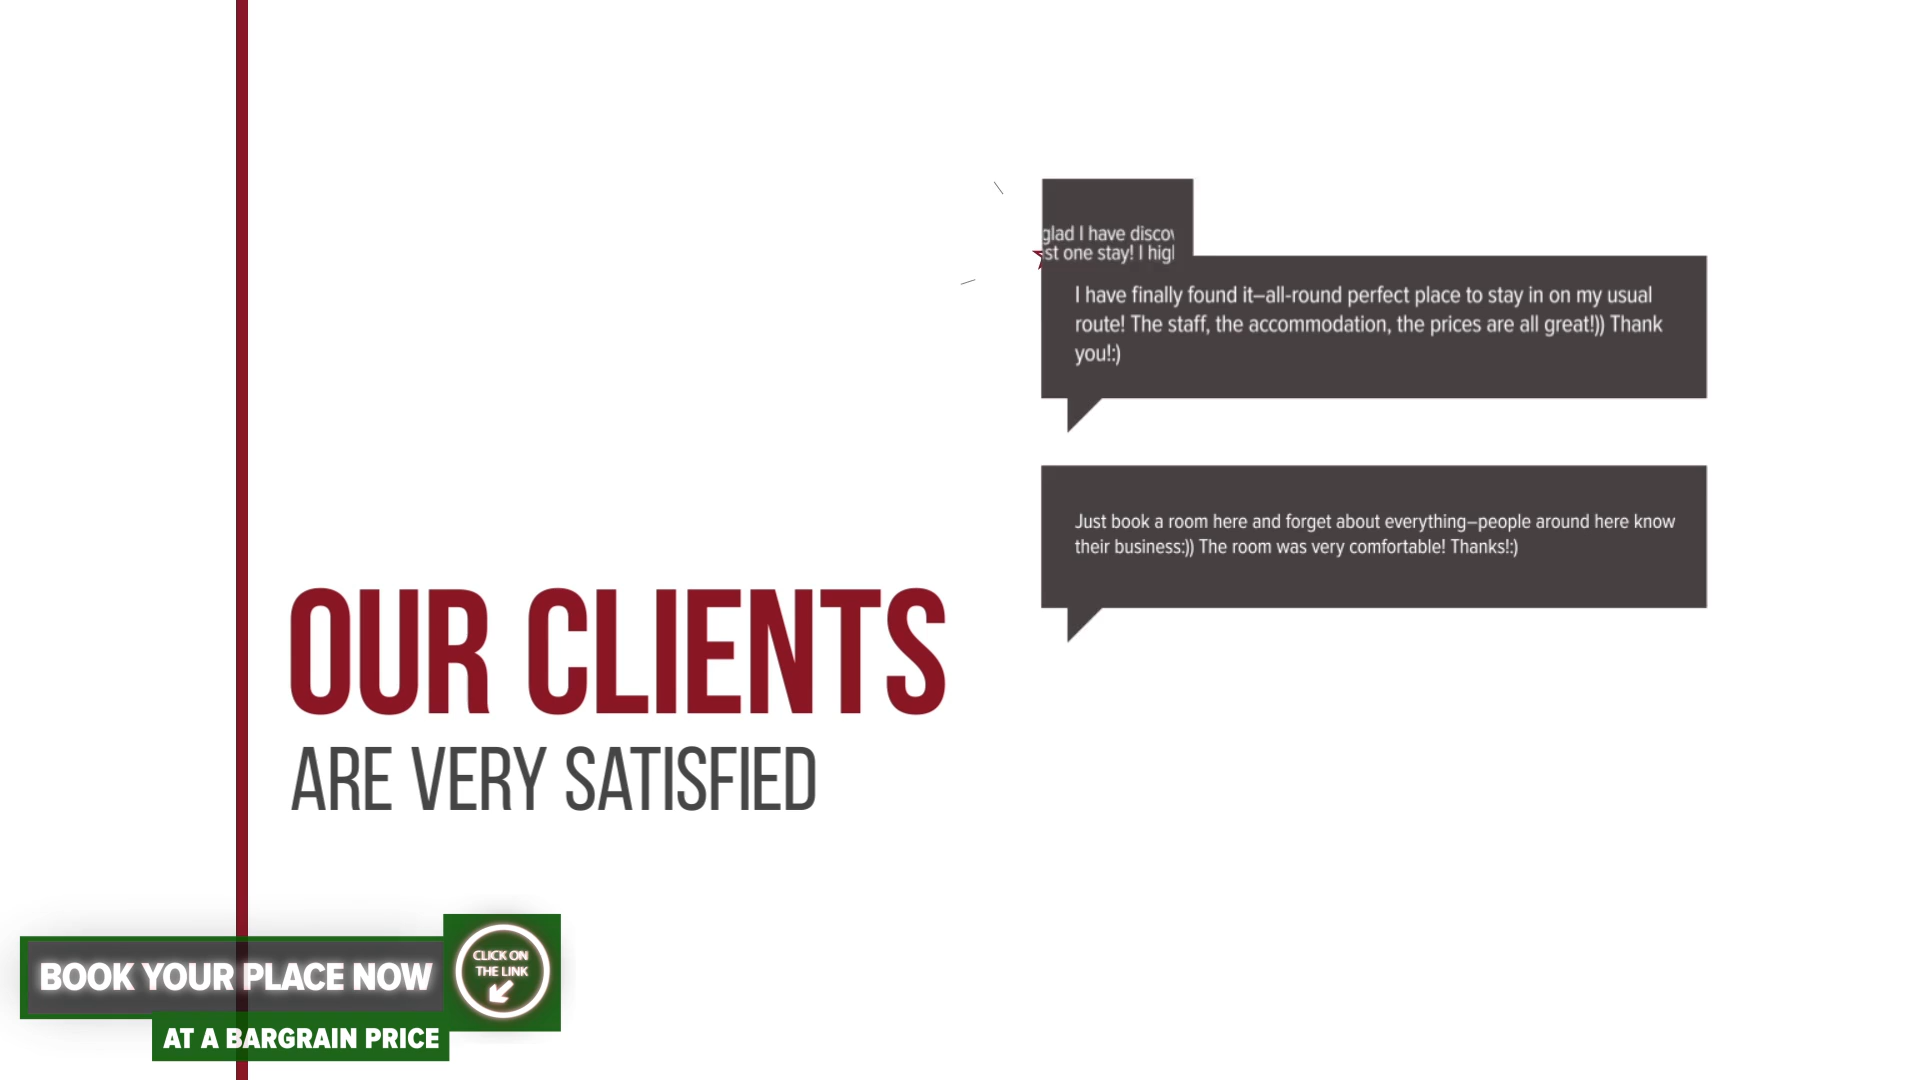 glad I have
st one stay! I
I have finally found it–all-round perfect place to stay in on my usual
route! The staff, the accommodation, the prices are all great!)) Thank
you!:)
Just book a room here and forget about everything–people around here know
their business:)) The room was very comfortable! Thanks!:)
OUR CLIENTS
ARE VERY SATISFIED
BOOK YOUR PLACE NOW
CLICK ON
THE LINK
AT A BARGRAIN PRICE